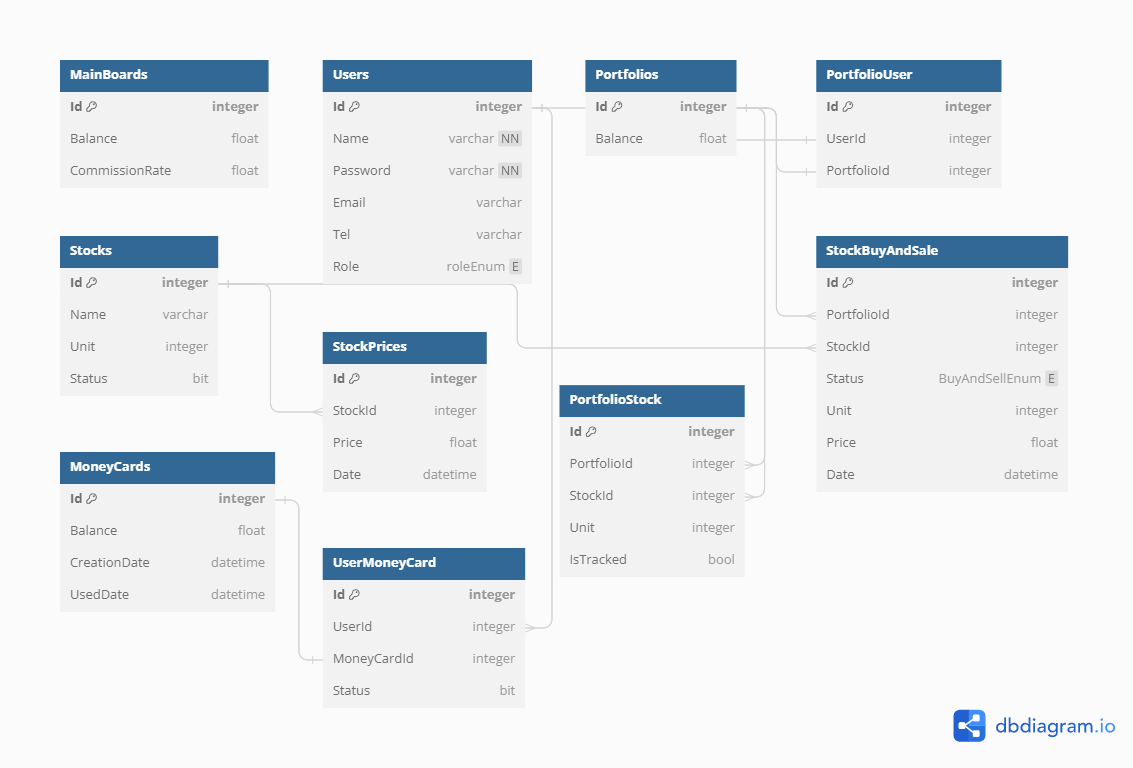 MainBoards
Id integer
Balance float
CommissionRate float
Users
Id integer
Name varchar NN
Password varchar NN
Email varchar
Tel varchar
Role roleEnum E
Portfolios
Id integer
Balance float
PortfolioUser
Id integer
UserId integer
PortfolioId integer
Stocks
Id integer
Name varchar
Unit integer
Status bit
StockPrices
Id integer
StockId integer
Price float
Date datetime
StockBuyAndSale
Id integer
PortfolioId integer
StockId integer
Status BuyAndSellEnum E
Unit integer
Price float
Date datetime
PortfolioStock
Id integer
PortfolioId integer
StockId integer
Unit integer
IsTracked bool
MoneyCards
Id integer
Balance float
CreationDate datetime
UsedDate datetime
UserMoneyCard
Id integer
UserId integer
MoneyCardId integer
Status bit
dbdiagram.io